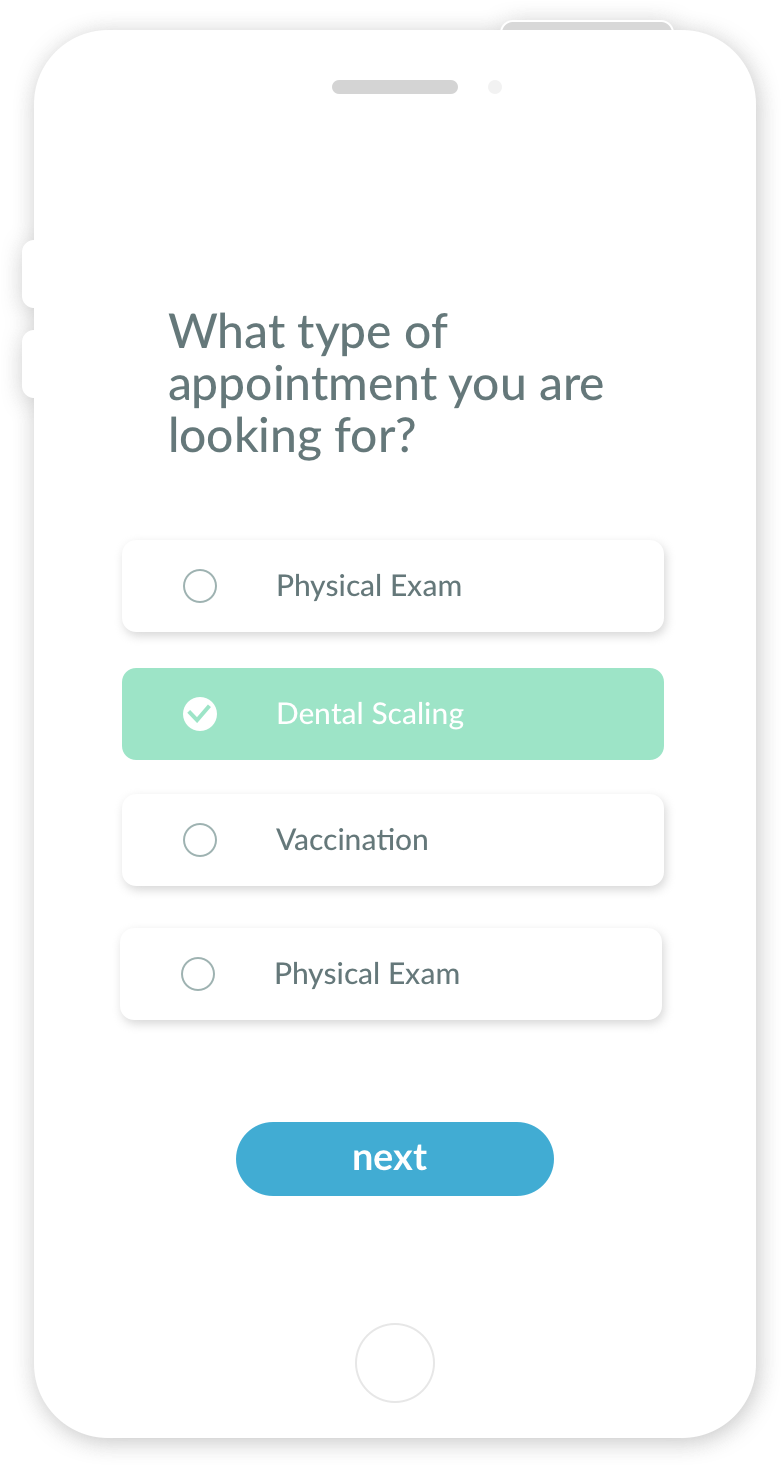 What type of
appointment you are
looking for?
Physical Exam
Dental Scaling
Vaccination
Physical Exam
next